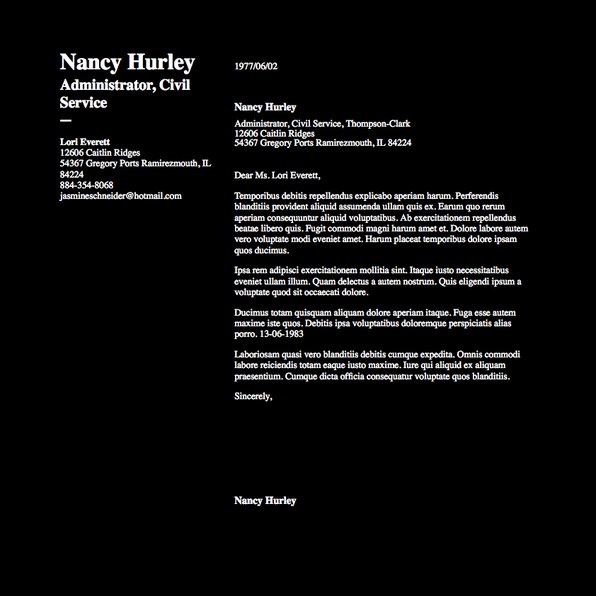 Nancy Hurley
Administrator, Civil
Service
—
Lori Everett
12606 Caitlin Ridges
54367 Gregory Ports Ramirezmouth, IL
84224
884-354-8068
jasmineschneider@hotmail.com
1977/06/02
Nancy Hurley
Administrator, Civil Service, Thompson-Clark
12606 Caitlin Ridges
54367 Gregory Ports Ramirezmouth, IL 84224
Dear Ms. Lori Everett,
Temporibus debitis repellendus explicabo aperiam harum. Perferendis
blanditiis provident aliquid assumenda ullam quis ex. Earum quo rerum
aperiam consequuntur aliquid voluptatibus. Ab exercitationem repellendus
beatae libero quis. Fugit commodi magni harum amet et. Dolore labore autem
vero voluptate modi eveniet amet. Harum placeat temporibus dolore ipsam
quos ducimus.
Ipsa rem adipisci exercitationem mollitia sint. Itaque iusto necessitatibus
eveniet ullam illum. Quam delectus a autem nostrum. Quis eligendi ipsum a
voluptate quod sit occaecati dolore.
Ducimus totam quisquam aliquam dolore aperiam itaque. Fuga esse autem
maxime iste quos. Debitis ipsa voluptatibus doloremque perspiciatis alias
porro. 13-06-1983
Laboriosam quasi vero blanditiis debitis cumque expedita. Omnis commodi
labore reiciendis totam eaque iusto maxime. Iure qui aliquid ex aliquam
praesentium. Cumque dicta officia consequatur voluptate quos blanditiis.
Sincerely,
Nancy Hurley